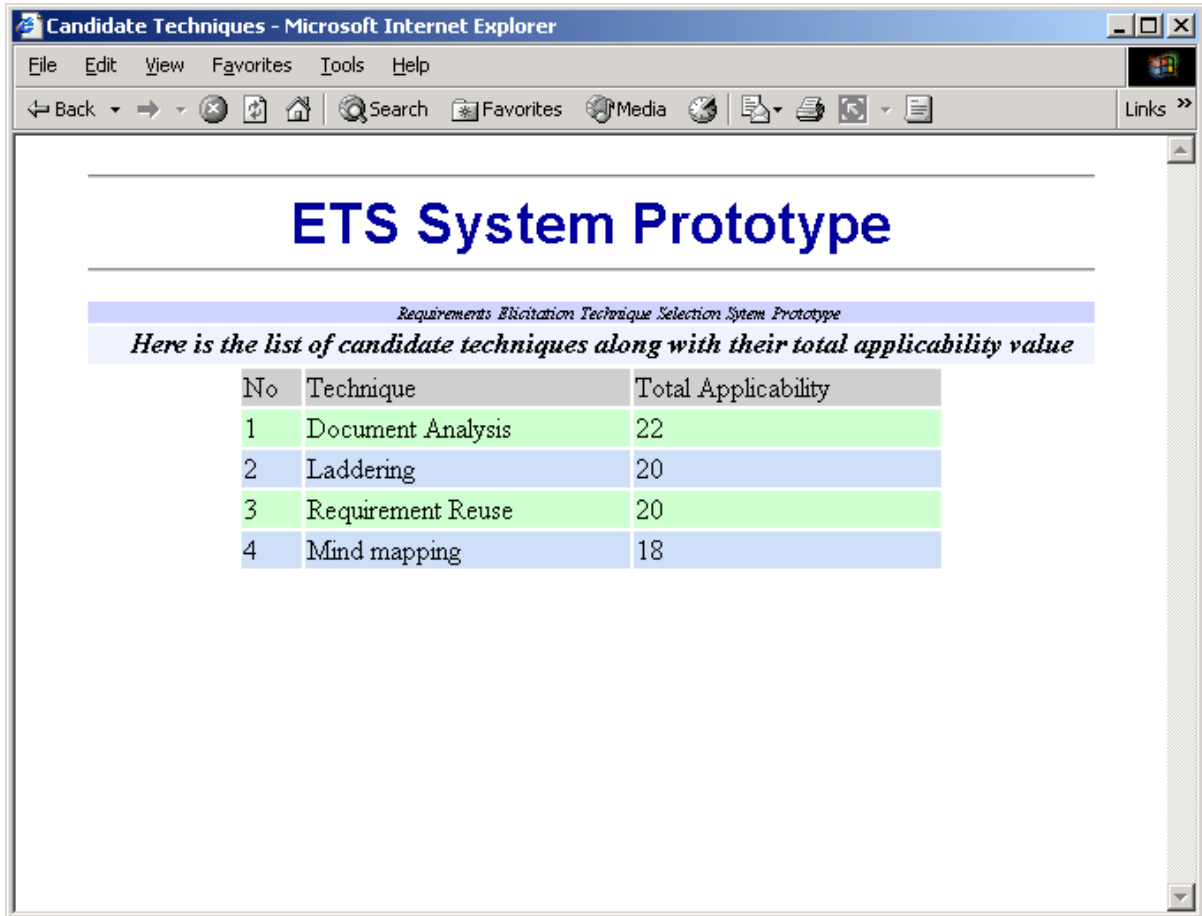 Candidate Techniques - Microsoft Internet Explorer
File Edit View Favorites Tools Help
Back Search Favorites Media Links »
ETS System Prototype
Requirements Elicitation Technique Selection Sytem Prototype
Here is the list of candidate techniques along with their total applicability value
No Technique Total Applicability
1 Document Analysis 22
2 Laddering 20
3 Requirement Reuse 20
4 Mind mapping 18